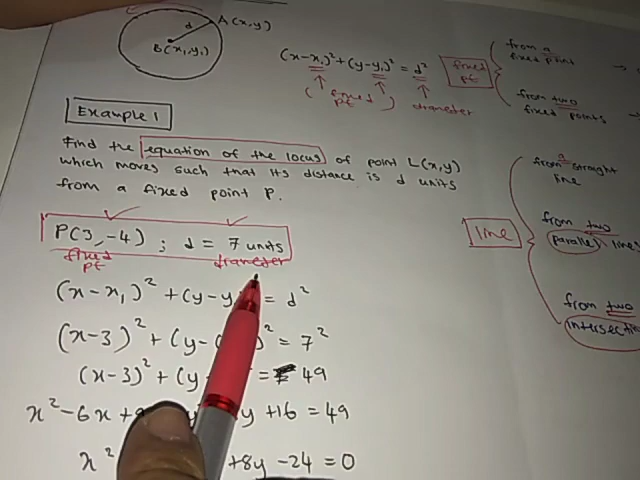 d A(x,y)
B(x₁,y₁)
(x-x₁)² + (y-y₁)² = d²
fixed pt
(fixed pt) diameter
from a fixed point
from two fixed points
Example 1
Find the equation of the locus of point L(x,y)
which moves such that its distance is d units
from a fixed point P.
from a straight line
P(3,-4) ; d = 7 units
fixed pt diameter
line
from two parallel lines
(x-x₁)² + (y-y = d²
from two
(x-3)² + (y- ² = 7²
(x-3)² + (y = 49
x² - 6x + y + 16 = 49
x² + 8y - 24 = 0